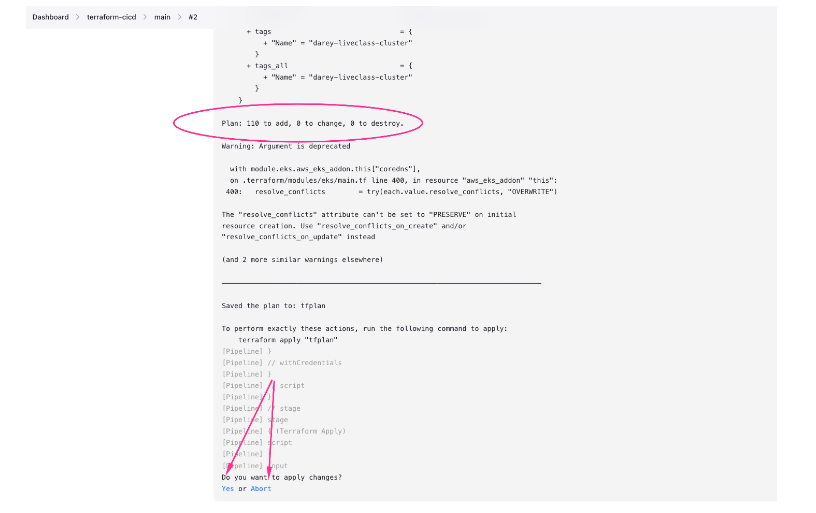 Dashboard > terraform-cicd > main > #2
+ tags = {
+ "Name" = "darey-liveclass-cluster"
}
+ tags_all = {
+ "Name" = "darey-liveclass-cluster"
}
}
Plan: 110 to add, 0 to change, 0 to destroy.
Warning: Argument is deprecated
with module.eks.aws_eks_addon.this["coredns"],
on .terraform/modules/eks/main.tf line 400, in resource "aws_eks_addon" "this":
400: resolve_conflicts = try(each.value.resolve_conflicts, "OVERWRITE")
The "resolve_conflicts" attribute can't be set to "PRESERVE" on initial
resource creation. Use "resolve_conflicts_on_create" and/or
"resolve_conflicts_on_update" instead
(and 2 more similar warnings elsewhere)
Saved the plan to: tfplan
To perform exactly these actions, run the following command to apply:
terraform apply "tfplan"
[Pipeline] }
[Pipeline] // withCredentials
[Pipeline] }
[Pipeline] // script
[Pipeline] }
[Pipeline] // stage
[Pipeline] stage
[Pipeline] { (Terraform Apply)
[Pipeline] script
[Pipeline] {
[Pipeline] input
Do you want to apply changes?
Yes or Abort